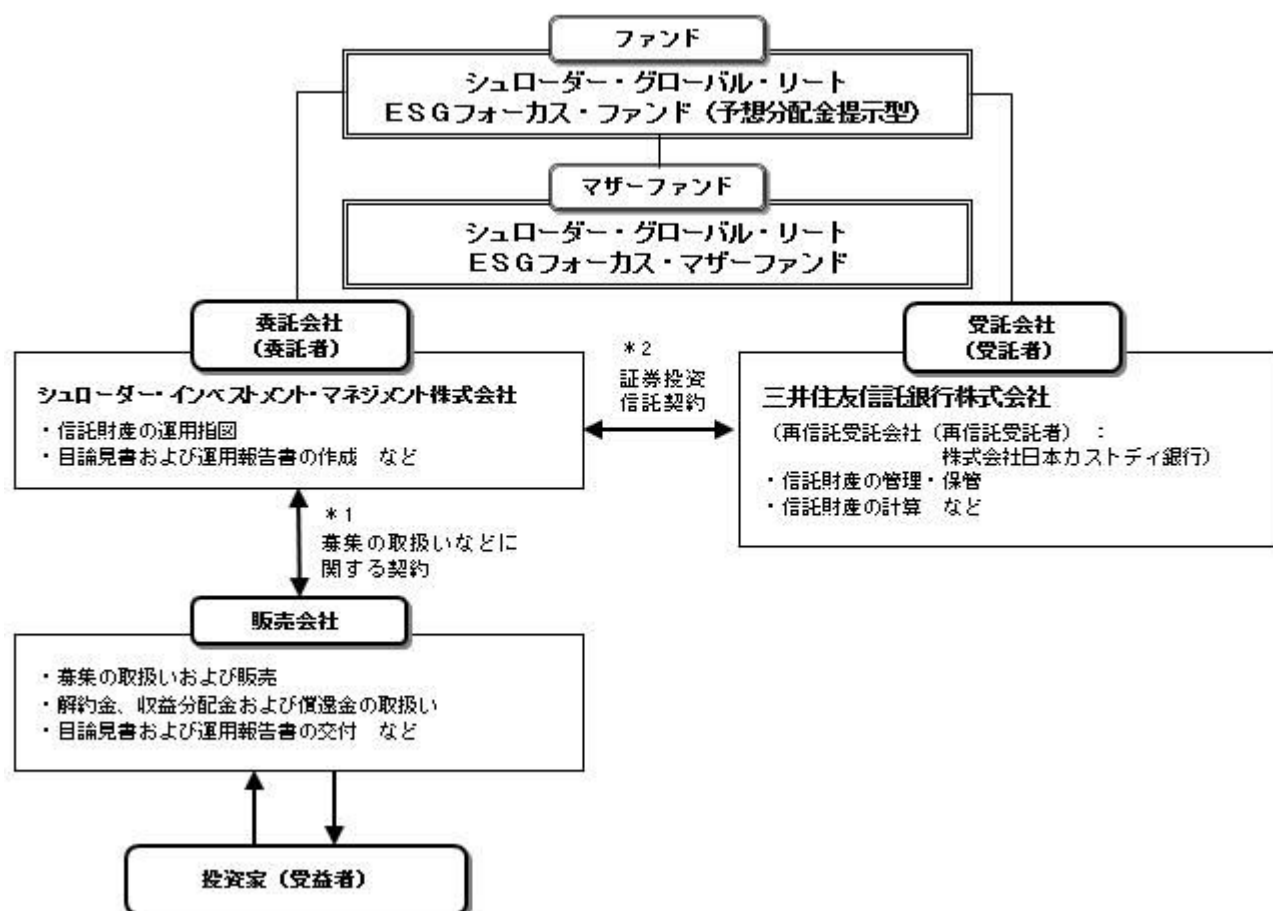 ファンド
シュローダー・グローバル・リート
ESGフォーカス・ファンド(予想分配金提示型)
マザーファンド
シュローダー・グローバル・リート
ESGフォーカス・マザーファンド
委託会社
(委託者)
シュローダー・インベストメント・マネジメント株式会社
・信託財産の運用指図
・目論見書および運用報告書の作成 など
*2
証券投資
信託契約
受託会社
(受託者)
三井住友信託銀行株式会社
(再信託受託会社(再信託受託者) :
株式会社日本カストディ銀行)
・信託財産の管理・保管
・信託財産の計算 など
*1
募集の取扱いなどに
関する契約
販売会社
・募集の取扱いおよび販売
・解約金、収益分配金および償還金の取扱い
・目論見書および運用報告書の交付 など
投資家(受益者)